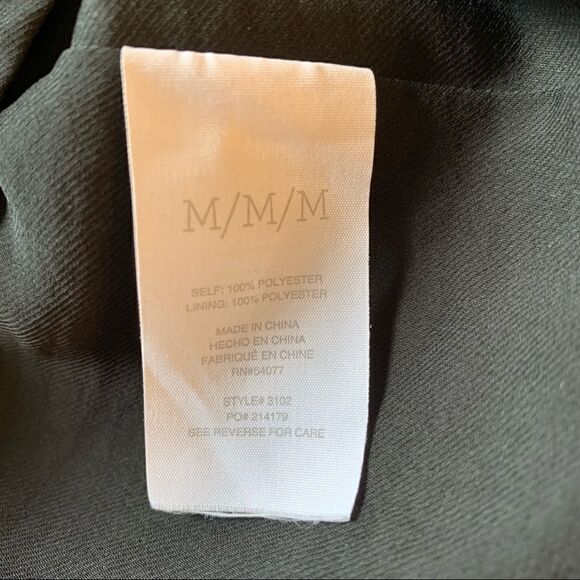 M/M/M
SELF: 100% POLYESTER
LINING: 100% POLYESTER
MADE IN CHINA
HECHO EN CHINA
FABRIQUÉ EN CHINE
RN#54077
STYLE# 3102
PO# 214179
SEE REVERSE FOR CARE